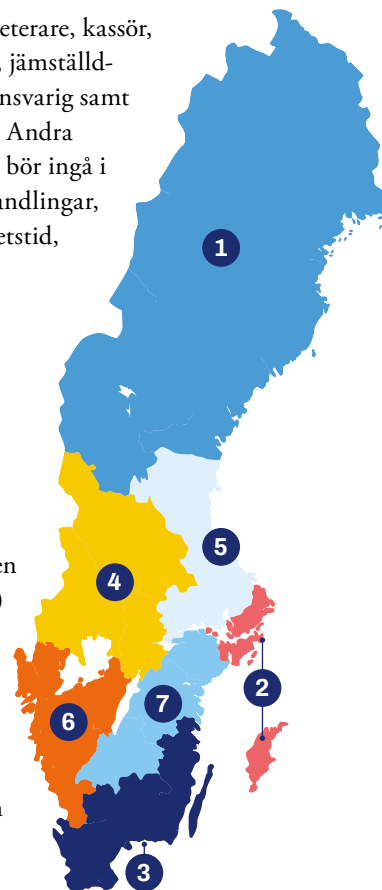 eterare, kassör,
, jämställd-
nsvarig samt
Andra
bör ingå i
andlingar,
etstid,
1
5
en
4
)
2
7
6
3